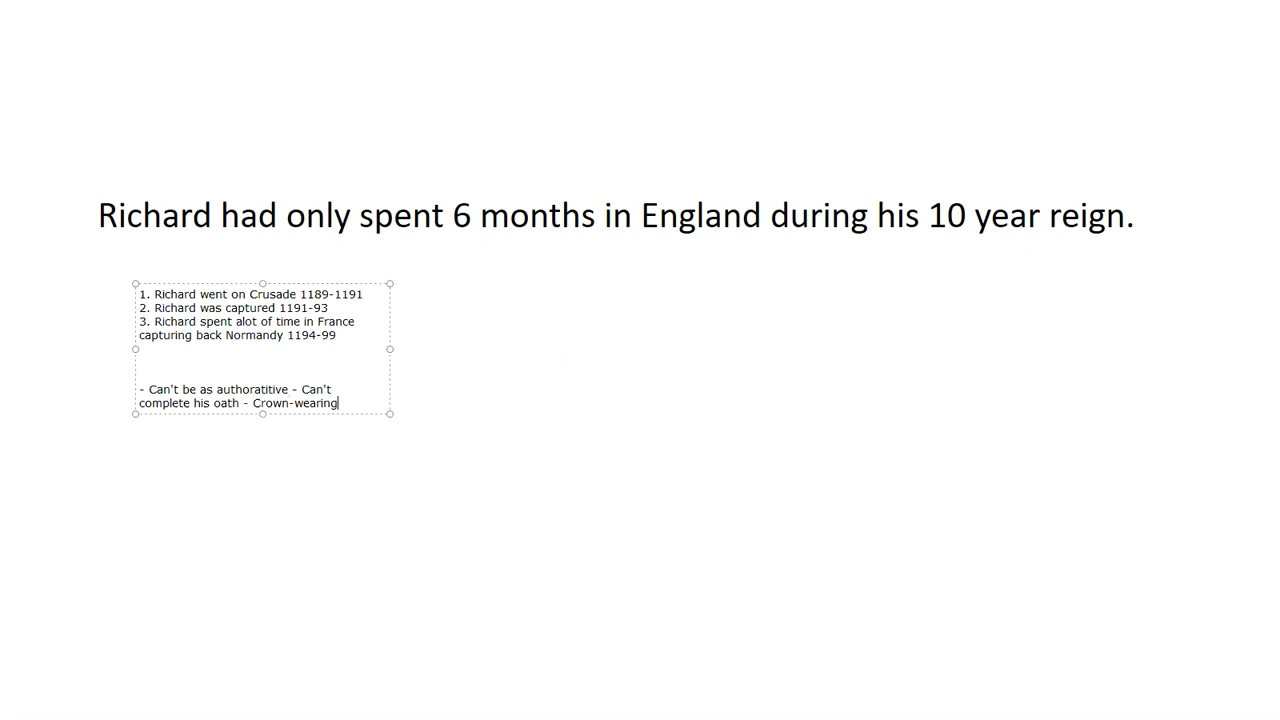 Richard had only spent 6 months in England during his 10 year reign.
1. Richard went on Crusade 1189-1191
2. Richard was captured 1191-93
3. Richard spent alot of time in France
capturing back Normandy 1194-99
- Can't be as authoratitive - Can't
complete his oath - Crown-wearing